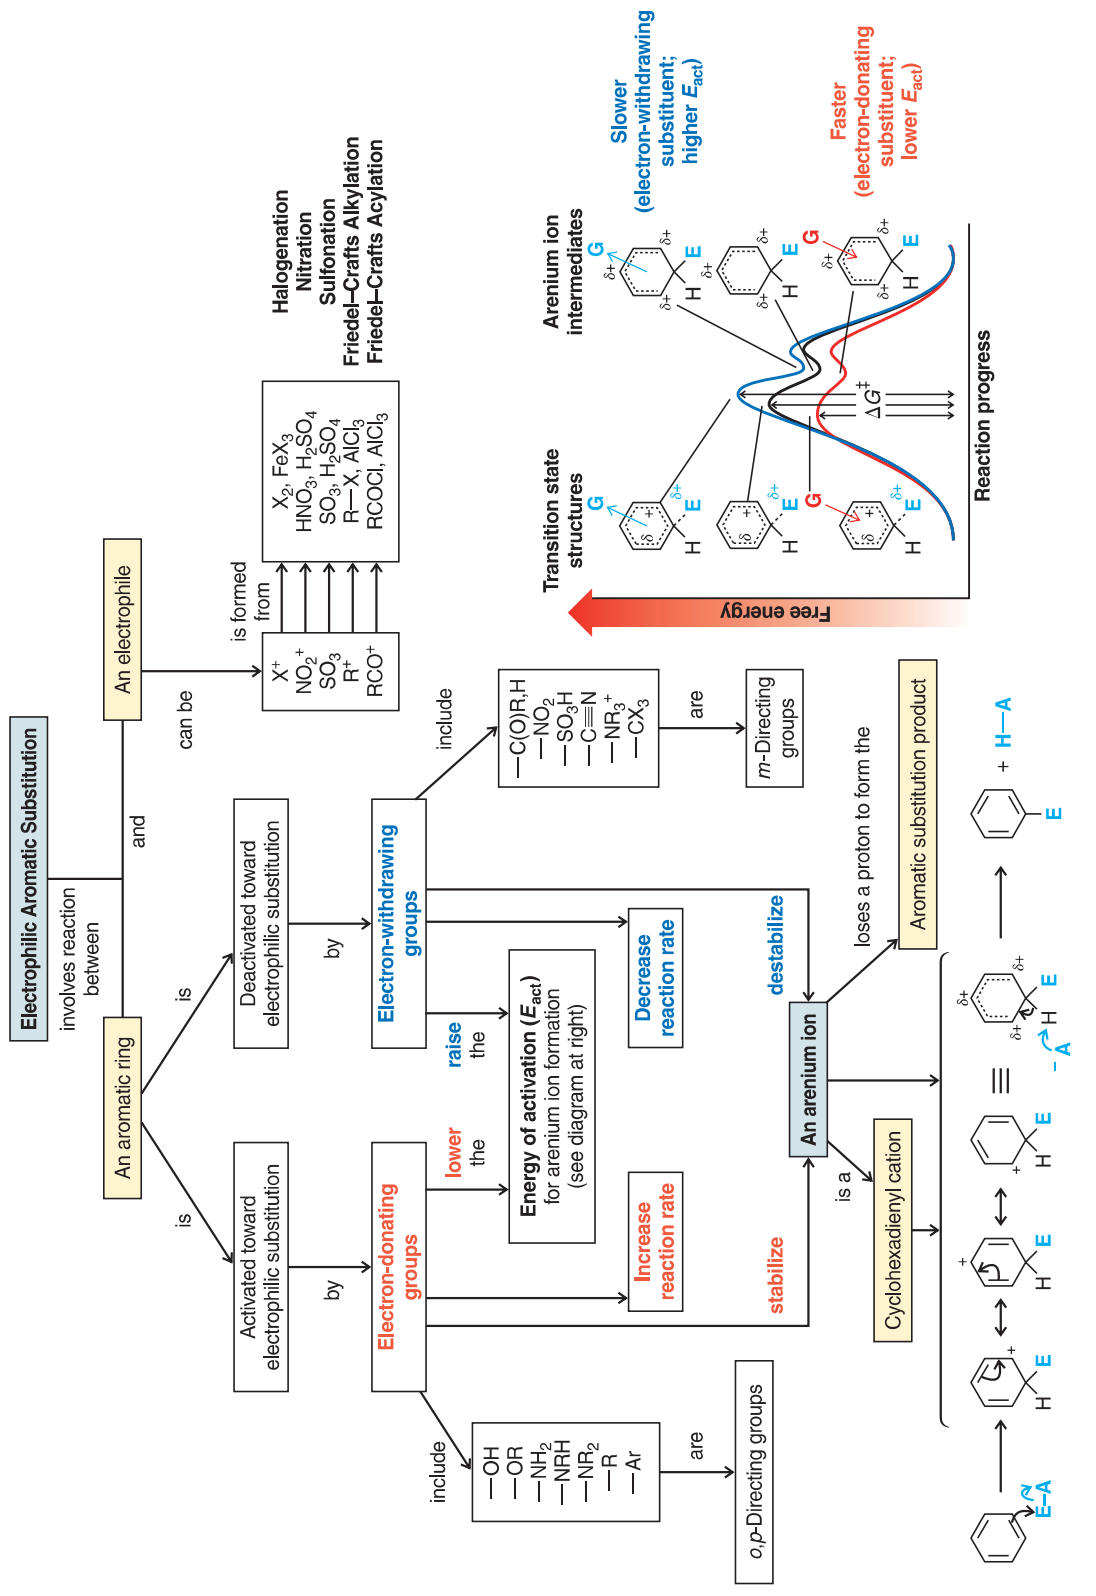 Electrophilic Aromatic Substitution
involves reaction
between
and
An aromatic ring
An electrophile
is
is
can be
Activated toward
electrophilic substitution
Deactivated toward
electrophilic substitution
by
by
is formed
from
X⁺
NO₂⁺
SO₃
R⁺
RCO⁺
X₂, FeX₃
HNO₃, H₂SO₄
SO₃, H₂SO₄
R—X, AlCl₃
RCOCl, AlCl₃
Halogenation
Nitration
Sulfonation
Friedel–Crafts Alkylation
Friedel–Crafts Acylation
Electron-donating
groups
Electron-withdrawing
groups
include
lower
the
raise
the
include
—OH
—OR
—NH₂
—NRH
—NR₂
—R
—Ar
Energy of activation (Eact)
for arenium ion formation
(see diagram at right)
—C(O)R,H
—NO₂
—SO₃H
—C≡N
—NR₃⁺
—CX₃
are
are
Increase
reaction rate
Decrease
reaction rate
o,p-Directing groups
m-Directing
groups
stabilize
destabilize
An arenium ion
is a
loses a proton to form the
Cyclohexadienyl cation
Aromatic substitution product
E—A
+
H
E
+
H
E
+
H
E
≡
δ+
δ+
δ+
H
E
− A
E
+
H—A
Transition state
structures
Arenium ion
intermediates
G
δ
+
δ+
H
E
δ
+
δ+
H
E
G
δ
+
δ+
H
E
G
δ+
δ+
δ+
H
E
δ+
δ+
δ+
H
E
G
δ+
δ+
δ+
H
E
Slower
(electron-withdrawing
substituent;
higher Eact)
Faster
(electron-donating
substituent;
lower Eact)
ΔG‡
Free energy
Reaction progress